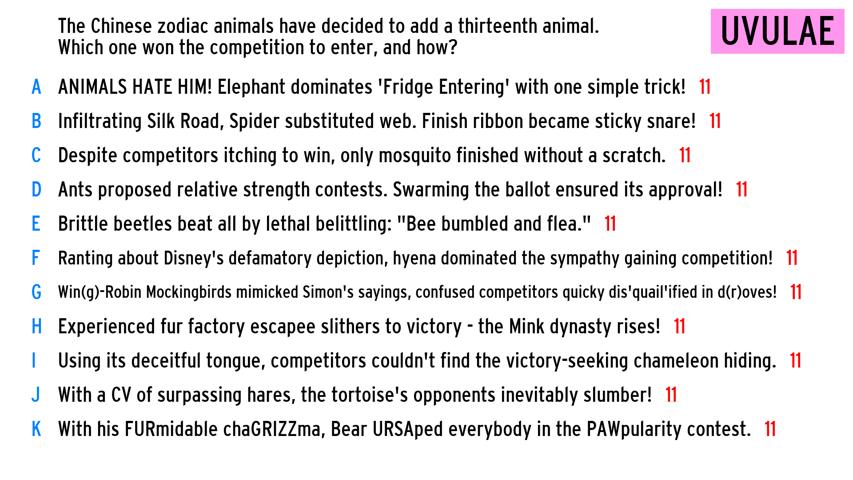 The Chinese zodiac animals have decided to add a thirteenth animal.
Which one won the competition to enter, and how?
UVULAE
A ANIMALS HATE HIM! Elephant dominates 'Fridge Entering' with one simple trick! 11
B Infiltrating Silk Road, Spider substituted web. Finish ribbon became sticky snare! 11
C Despite competitors itching to win, only mosquito finished without a scratch. 11
D Ants proposed relative strength contests. Swarming the ballot ensured its approval! 11
E Brittle beetles beat all by lethal belittling: "Bee bumbled and flea." 11
F Ranting about Disney's defamatory depiction, hyena dominated the sympathy gaining competition! 11
G Win(g)-Robin Mockingbirds mimicked Simon's sayings, confused competitors quicky dis'quail'ified in d(r)oves! 11
H Experienced fur factory escapee slithers to victory - the Mink dynasty rises! 11
I Using its deceitful tongue, competitors couldn't find the victory-seeking chameleon hiding. 11
J With a CV of surpassing hares, the tortoise's opponents inevitably slumber! 11
K With his FURmidable chaGRIZZma, Bear URSAped everybody in the PAWpularity contest. 11